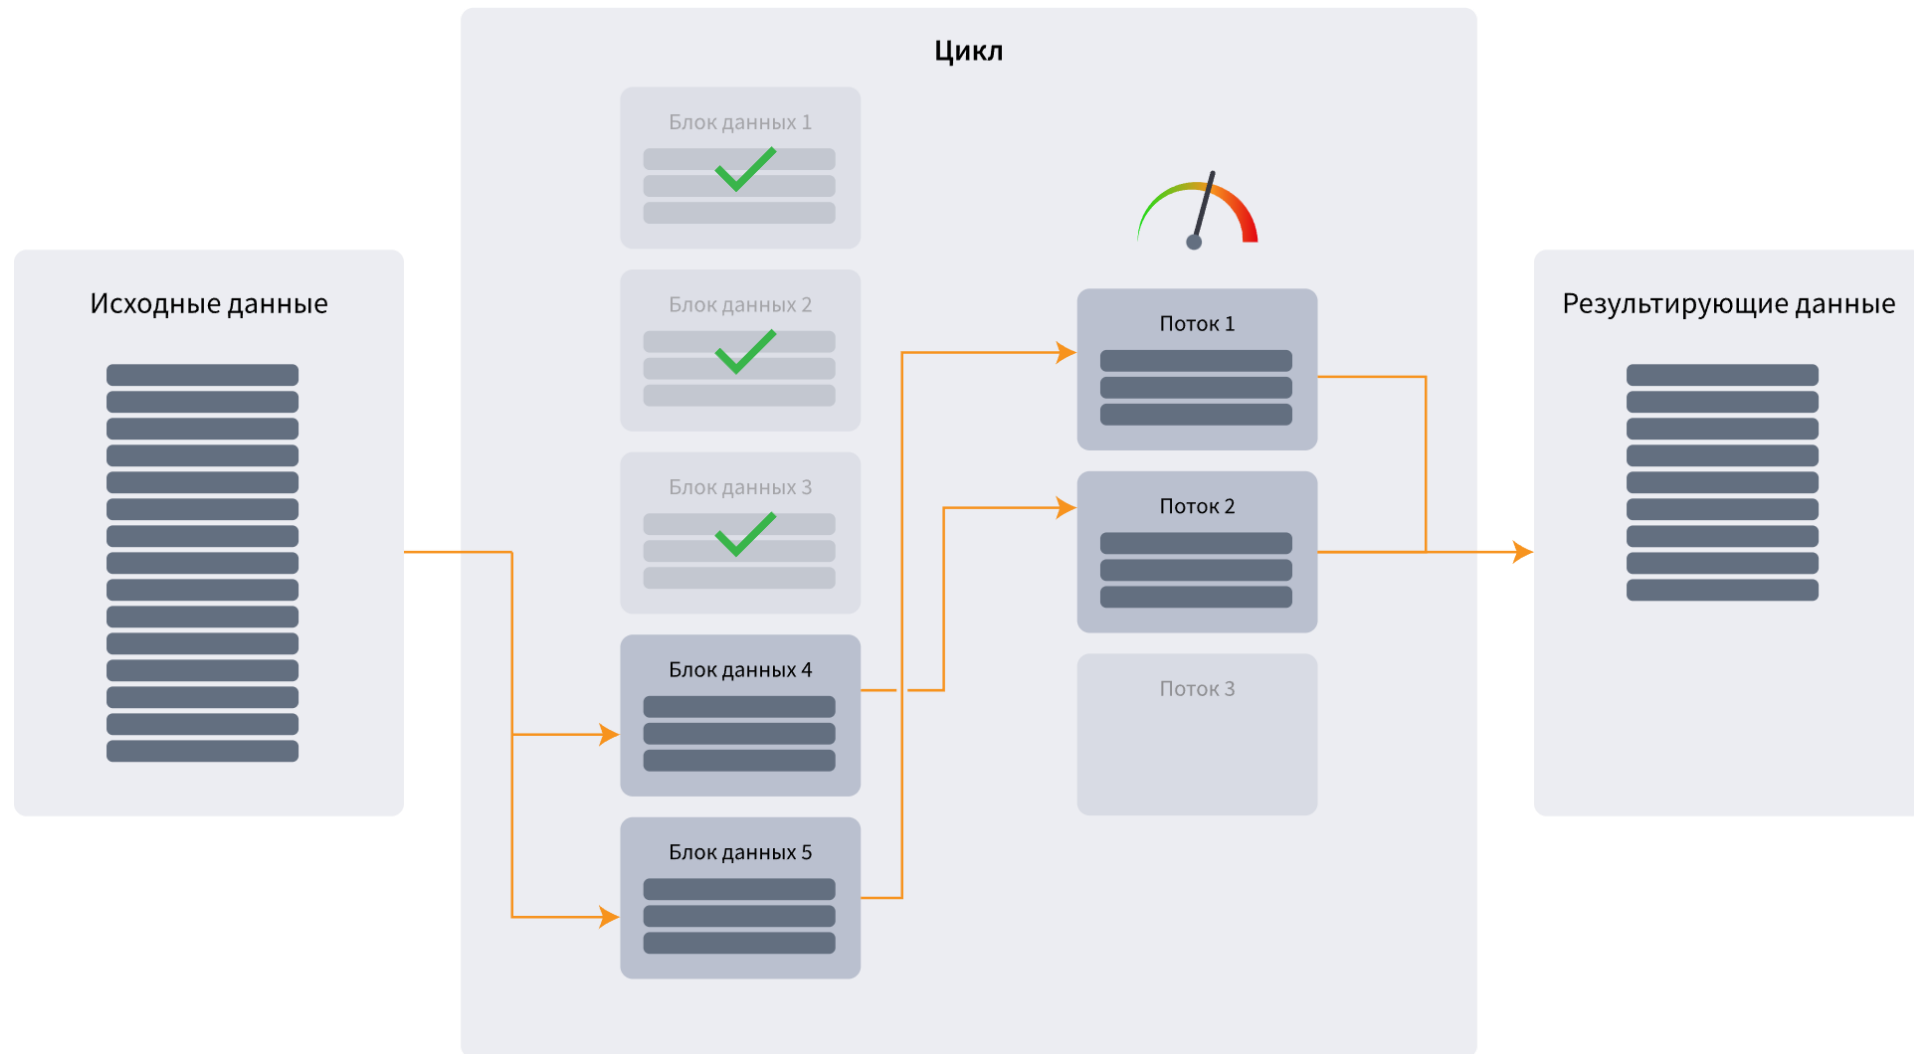 Цикл
Исходные данные
Блок данных 1
Блок данных 2
Блок данных 3
Блок данных 4
Блок данных 5
Поток 1
Поток 2
Поток 3
Результирующие данные